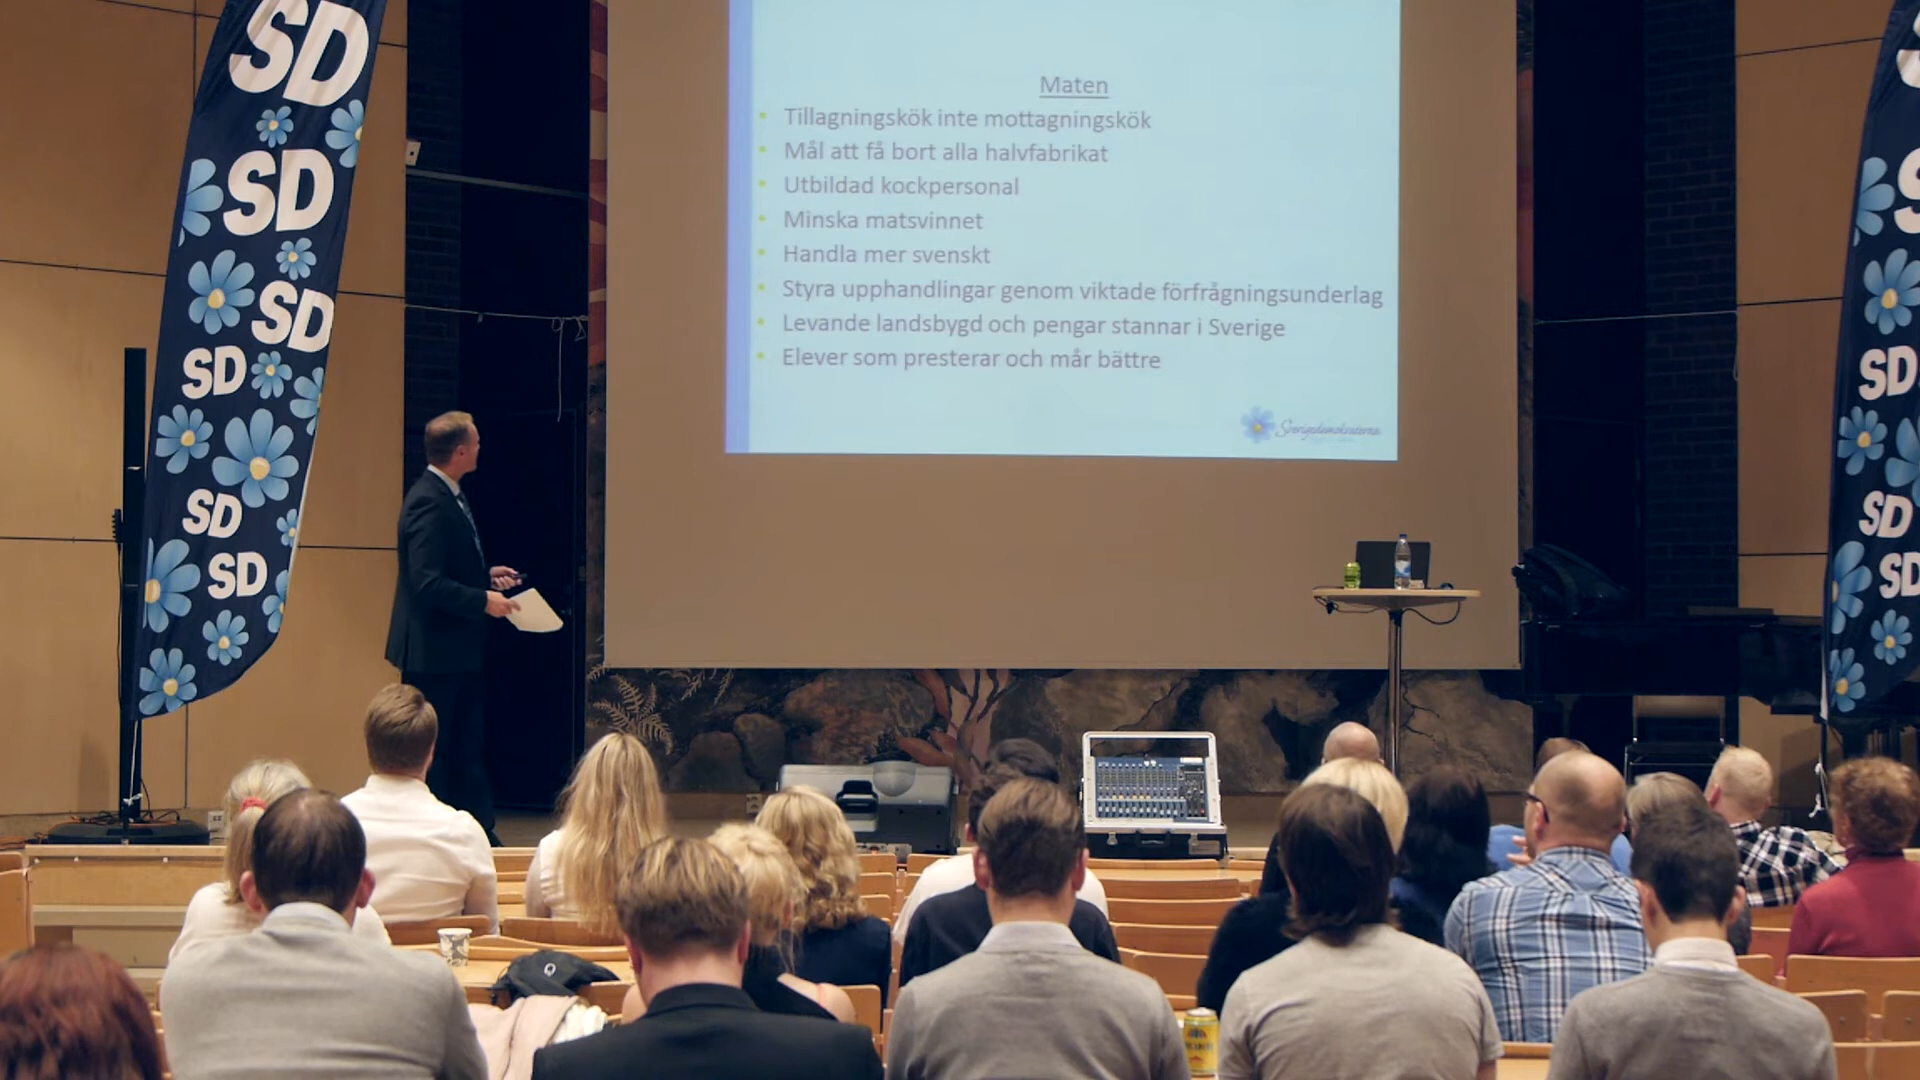 SD
SD
SD
SD
SD
SD
Maten
Tillagningskök inte mottagningskök
Mål att få bort alla halvfabrikat
Utbildad kockpersonal
Minska matsvinnet
Handla mer svenskt
Styra upphandlingar genom viktade förfrågningsunderlag
Levande landsbygd och pengar stannar i Sverige
Elever som presterar och mår bättre
Sverigedemokraterna
SD
SD
SD